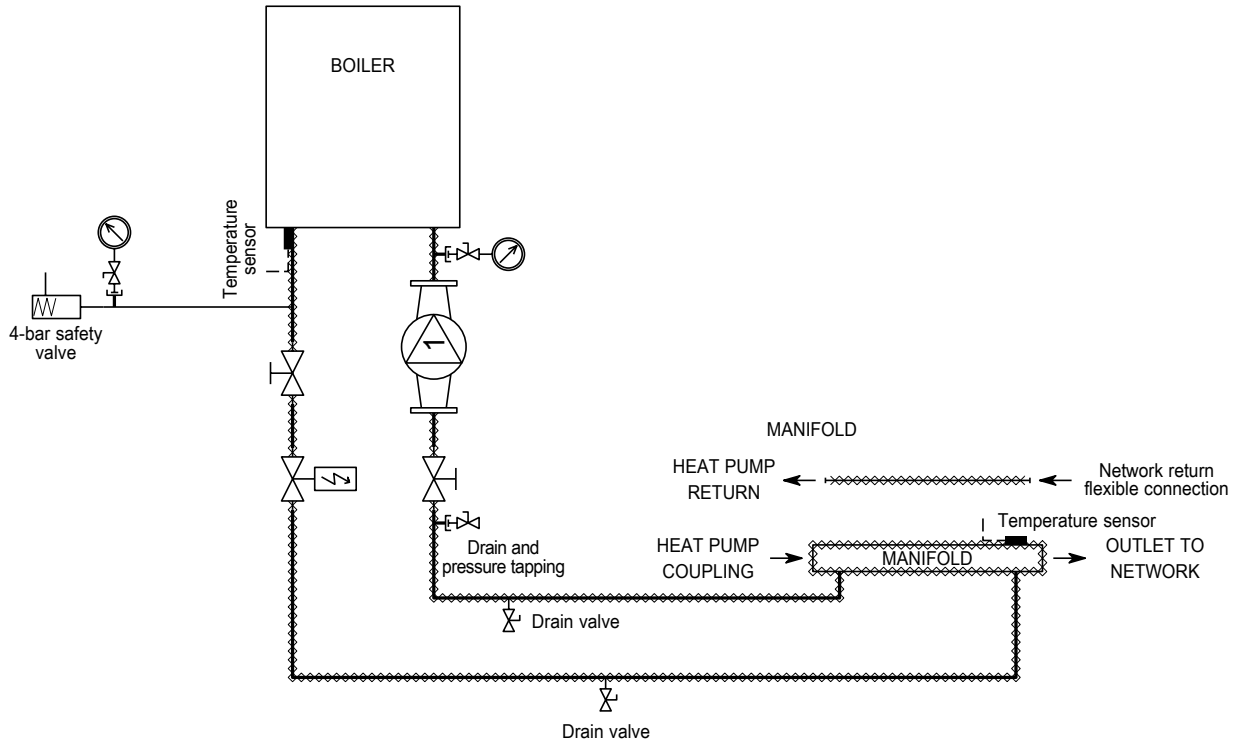 BOILER
Temperature
sensor
4-bar safety
valve
1
MANIFOLD
HEAT PUMP
RETURN
Network return
flexible connection
Temperature sensor
HEAT PUMP
COUPLING
MANIFOLD
OUTLET TO
NETWORK
Drain and
pressure tapping
Drain valve
Drain valve